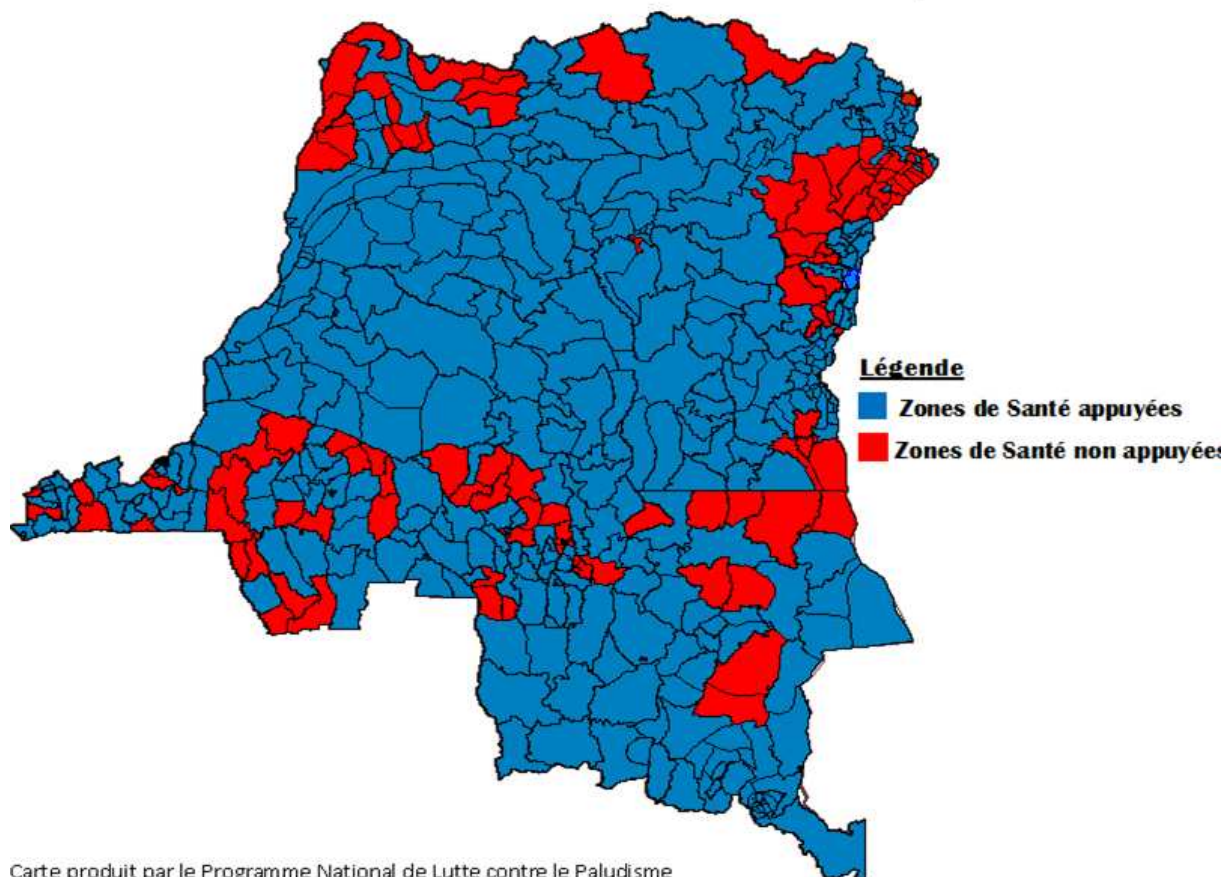 Légende
Zones de Santé appuyées
Zones de Santé non appuyées
Carte produit par le Programme National de Lutte contre le Paludisme